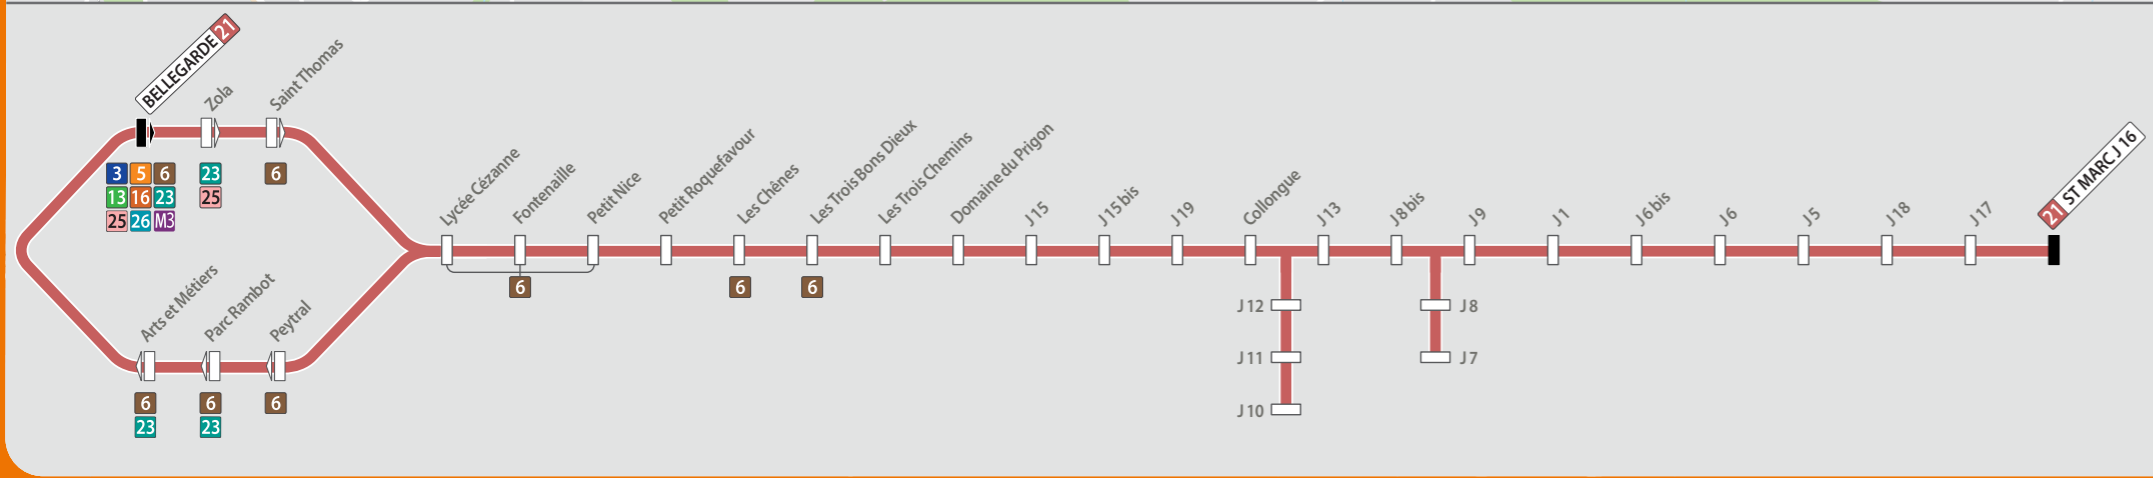 BELLEGARDE 21
Zola
Saint Thomas
3 5 6
13 16 23
25 26 M3
23
25
6
Arts et Métiers
Parc Rambot
Peytral
6
23
6
23
6
Lycée Cézanne
Fontenaille
Petit Nice
Petit Roquefavour
Les Chênes
Les Trois Bons Dieux
Les Trois Chemins
Domaine du Prigon
J 15
J 15 bis
J 19
Collongue
J 13
J 8 bis
J 9
J 1
J 6 bis
J 6
J 5
J 18
J 17
21 ST MARC J 16
6
6
6
J 12
J 11
J 10
J 8
J 7